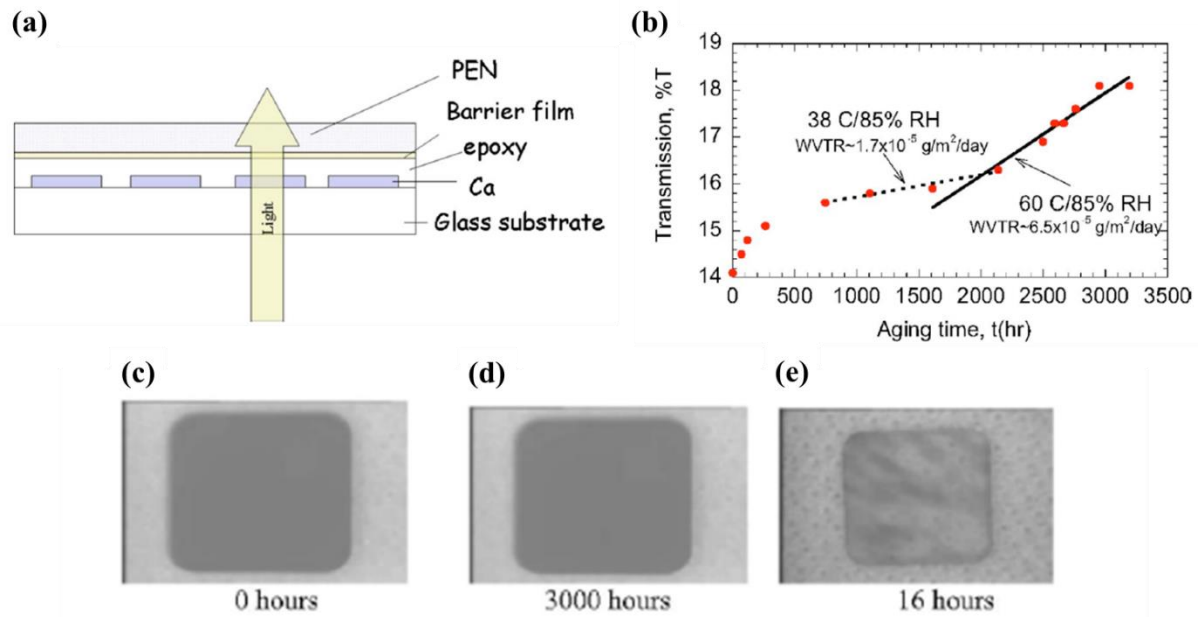 (a)
PEN
Barrier film
epoxy
Ca
Glass substrate
Light
(b)
19
18
17
16
15
14
Transmission, %T
38 C/85% RH
WVTR~1.7x10⁻⁵ g/m²/day
60 C/85% RH
WVTR~6.5x10⁻⁵ g/m²/day
0 500 1000 1500 2000 2500 3000 3500
Aging time, t(hr)
(c)
(d)
(e)
0 hours
3000 hours
16 hours